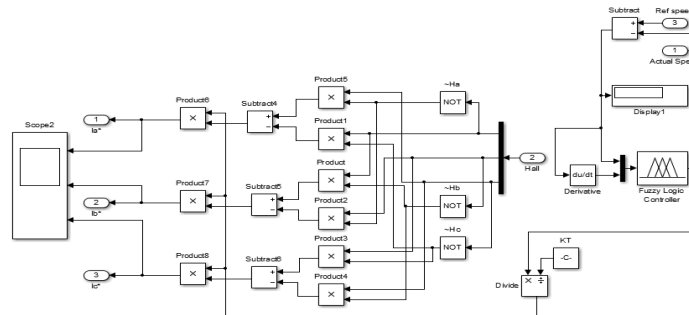 Subtract
Ref spee
3
1
Actual Spe
Display1
du/dt
Derivative
Fuzzy Logic
Controller
KT
-C-
Divide
2
Hall
~Ha
NOT
~Hb
NOT
~Hc
NOT
Product5
Product1
Product
Product2
Product3
Product4
Subtract4
Subtract5
Subtract6
Product6
Product7
Product8
1
Ia*
2
Ib*
3
Ic*
Scope2